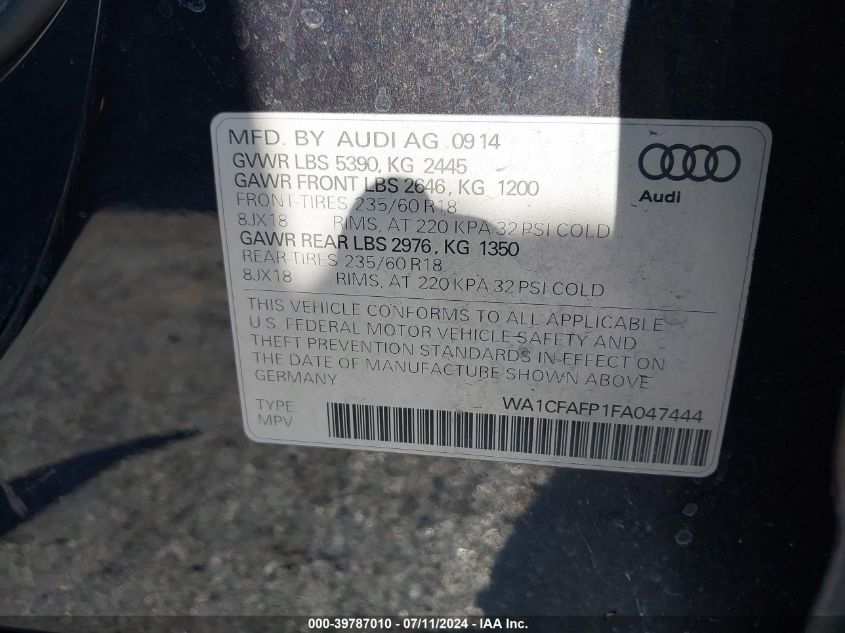 MFD. BY AUDI AG 09 14
GVWR LBS 5390, KG 2445
GAWR FRONT LBS 2646, KG 1200
FRONT-TIRES 235/60 R18
8JX18 RIMS, AT 220 KPA 32 PSI COLD
GAWR REAR LBS 2976, KG 1350
REAR-TIRES 235/60 R18
8JX18 RIMS, AT 220 KPA 32 PSI COLD
Audi
THIS VEHICLE CONFORMS TO ALL APPLICABLE
U.S. FEDERAL MOTOR VEHICLE SAFETY AND
THEFT PREVENTION STANDARDS IN EFFECT ON
THE DATE OF MANUFACTURE SHOWN ABOVE
GERMANY
TYPE WA1CFAFP1FA047444
MPV
000-39787010 - 07/11/2024 - IAAI.com.